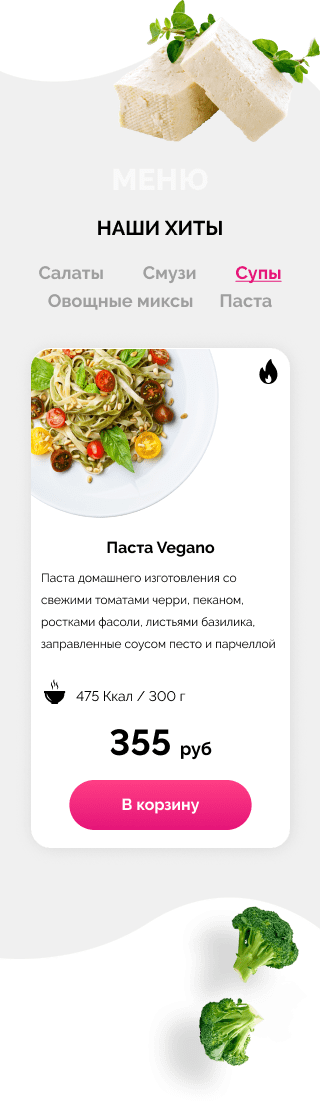 МЕНЮ
НАШИ ХИТЫ
Салаты Смузи Супы
Овощные миксы Паста
Паста Vegano
Паста домашнего изготовления со
свежими томатами черри, пеканом,
ростками фасоли, листьями базилика,
заправленные соусом песто и парчеллой
475 Ккал / 300 г
355 руб
В корзину